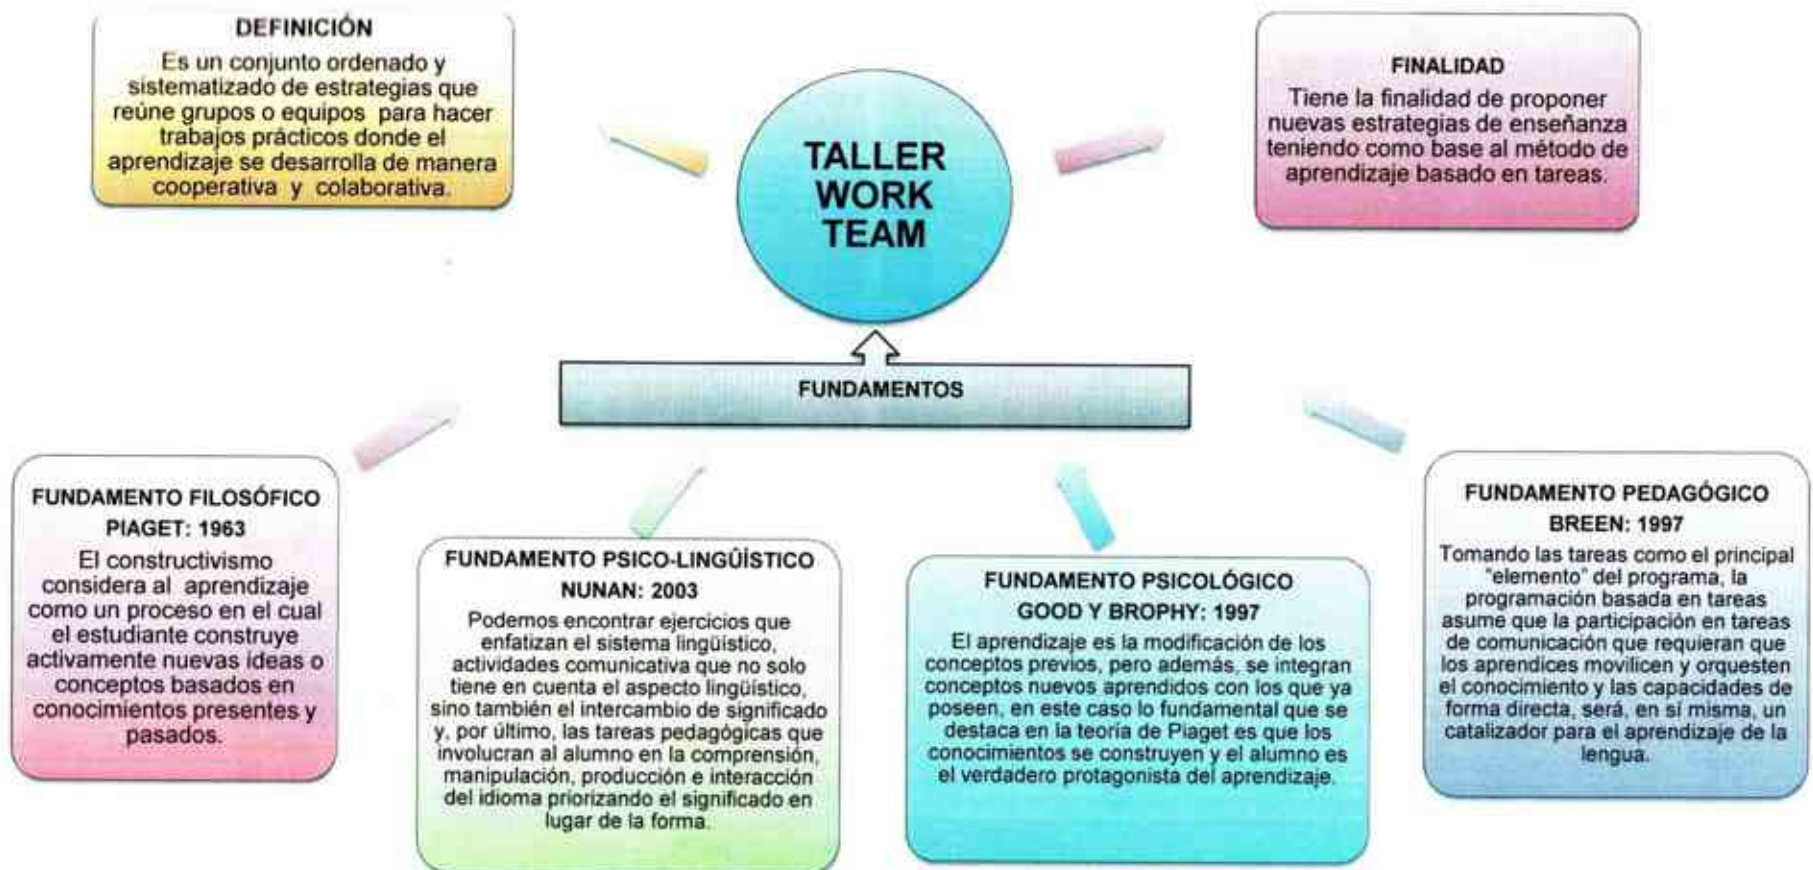 DEFINICIÓN
Es un conjunto ordenado y
sistematizado de estrategias que
reúne grupos o equipos para hacer
trabajos prácticos donde el
aprendizaje se desarrolla de manera
cooperativa y colaborativa.
TALLER
WORK
TEAM
FINALIDAD
Tiene la finalidad de proponer
nuevas estrategias de enseñanza
teniendo como base al método de
aprendizaje basado en tareas.
FUNDAMENTOS
FUNDAMENTO FILOSÓFICO
PIAGET: 1963
El constructivismo
considera al aprendizaje
como un proceso en el cual
el estudiante construye
activamente nuevas ideas o
conceptos basados en
conocimientos presentes y
pasados.
FUNDAMENTO PSICO-LINGÜÍSTICO
NUNAN: 2003
Podemos encontrar ejercicios que
enfatizan el sistema lingüístico,
actividades comunicativa que no solo
tiene en cuenta el aspecto lingüístico,
sino también el intercambio de significado
y, por último, las tareas pedagógicas que
involucran al alumno en la comprensión,
manipulación, producción e interacción
del idioma priorizando el significado en
lugar de la forma.
FUNDAMENTO PSICOLÓGICO
GOOD Y BROPHY: 1997
El aprendizaje es la modificación de los
conceptos previos, pero además, se integran
conceptos nuevos aprendidos con los que ya
poseen, en este caso lo fundamental que se
destaca en la teoría de Piaget es que los
conocimientos se construyen y el alumno es
el verdadero protagonista del aprendizaje.
FUNDAMENTO PEDAGÓGICO
BREEN: 1997
Tomando las tareas como el principal
"elemento" del programa, la
programación basada en tareas
asume que la participación en tareas
de comunicación que requieran que
los aprendices movilicen y orquesten
el conocimiento y las capacidades de
forma directa, será, en sí misma, un
catalizador para el aprendizaje de la
lengua.